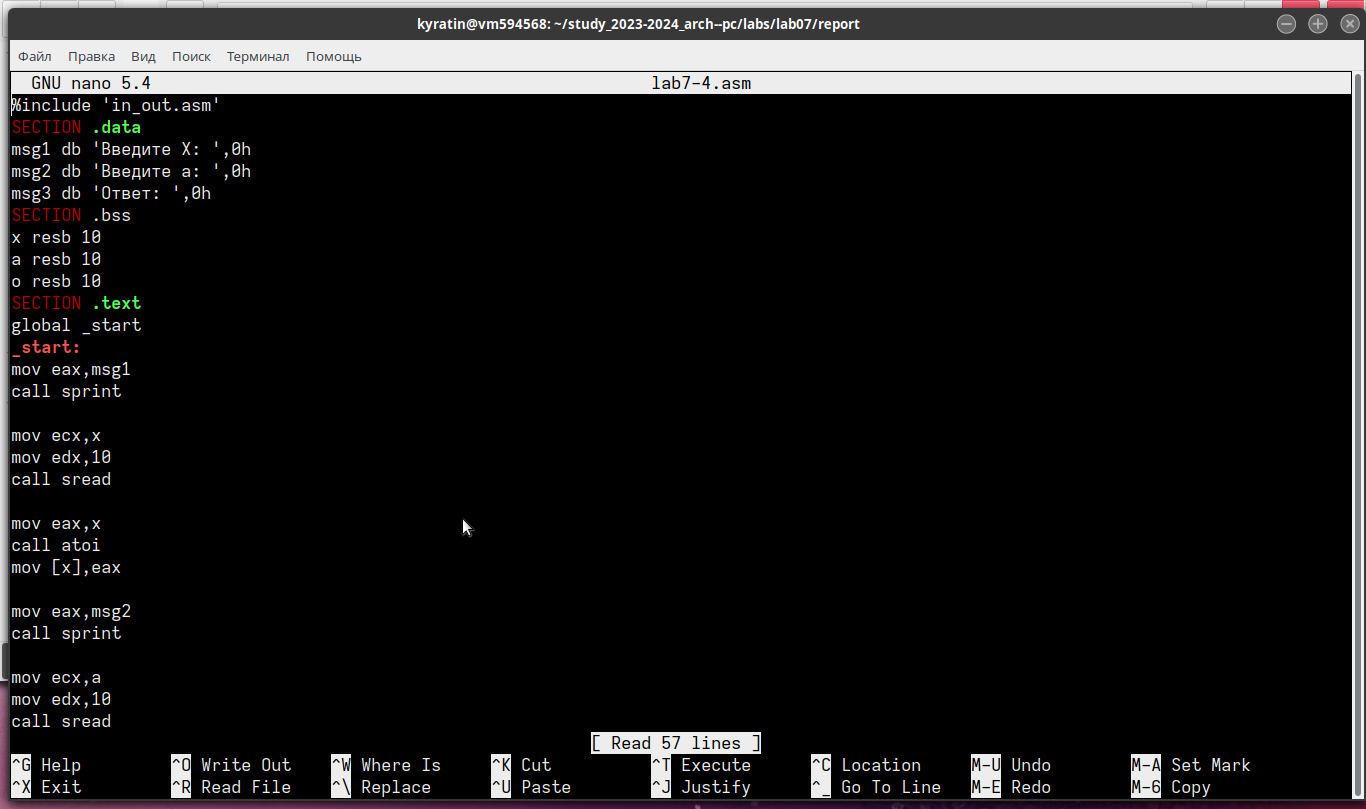 kyratin@vm594568: ~/study_2023-2024_arch--pc/labs/lab07/report
Файл Правка Вид Поиск Терминал Помощь
GNU nano 5.4 lab7-4.asm
%include 'in_out.asm'
SECTION .data
msg1 db 'Введите X: ',0h
msg2 db 'Введите a: ',0h
msg3 db 'Ответ: ',0h
SECTION .bss
x resb 10
a resb 10
o resb 10
SECTION .text
global _start
_start:
mov eax,msg1
call sprint
mov ecx,x
mov edx,10
call sread
mov eax,x
call atoi
mov [x],eax
mov eax,msg2
call sprint
mov ecx,a
mov edx,10
call sread
[ Read 57 lines ]
^G Help ^O Write Out ^W Where Is ^K Cut ^T Execute ^C Location M-U Undo M-A Set Mark
^X Exit ^R Read File ^\ Replace ^U Paste ^J Justify ^_ Go To Line M-E Redo M-6 Copy